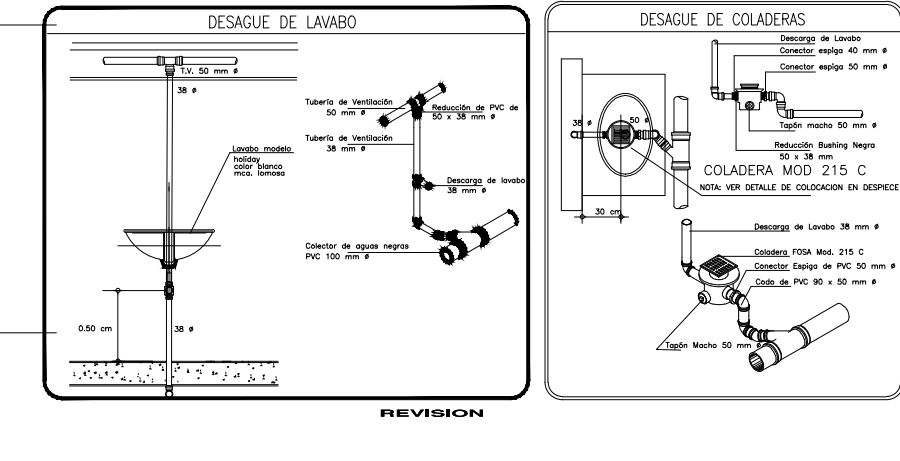 DESAGUE DE LAVABO
T.V. 50 mm ø
38 ø
Tubería de Ventilación
50 mm ø
Reducción de PVC de
50 x 38 mm ø
Tubería de Ventilación
38 mm ø
Lavabo modelo
holiday
color blanco
mca. lomosa
Descarga de lavabo
38 mm ø
Colector de aguas negras
PVC 100 mm ø
0.50 cm
38 ø
REVISION
DESAGUE DE COLADERAS
Descarga de Lavabo
Conector espiga 40 mm ø
Conector espiga 50 mm ø
38 ø
50 ø
Tapón macho 50 mm ø
Reducción Bushing Negra
50 x 38 mm
COLADERA MOD 215 C
NOTA: VER DETALLE DE COLOCACION EN DESPIECE
30 cm
Descarga de Lavabo 38 mm ø
Coladera FOSA Mod. 215 C
Conector Espiga de PVC 50 mm ø
Codo de PVC 90 x 50 mm ø
Tapón Macho 50 mm ø